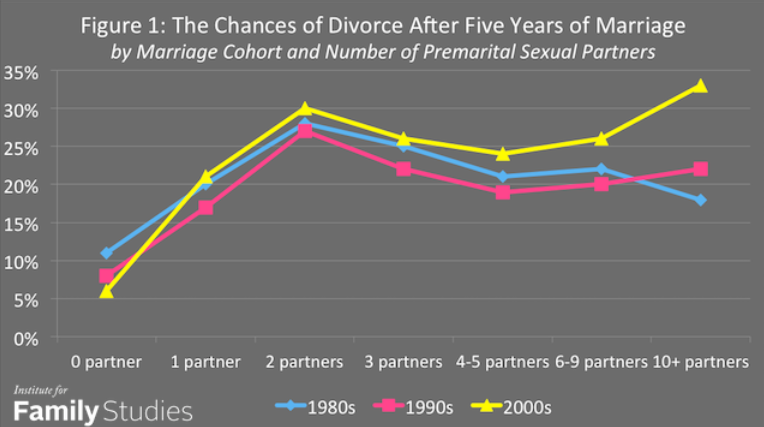 Figure 1: The Chances of Divorce After Five Years of Marriage
by Marriage Cohort and Number of Premarital Sexual Partners
35%
30%
25%
20%
15%
10%
5%
0%
0 partner 1 partner 2 partners 3 partners 4-5 partners 6-9 partners 10+ partners
Institute for
Family Studies
1980s 1990s 2000s